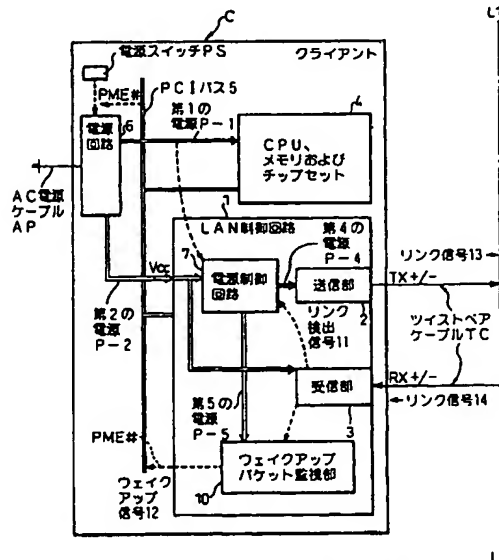 C
L1
電源スイッチPS
クライアント
PME#
PCIバス5
6
電源
回路
第1の
電源P-1
4
CPU、
メモリおよび
チップセット
AC電源
ケーブル
AP
1
LAN制御回路
第4の
電源
P-4
7
Vcc
電源制御
回路
送信部
2
リンク信号13
TX+/-
第2の
電源
P-2
リンク
検出
信号11
ツイストペア
ケーブルTC
受信部
3
RX+/-
リンク信号14
第5の
電源
P-5
PME#
ウェイクアップ
パケット監視部
10
ウェイク
アップ
信号12
L